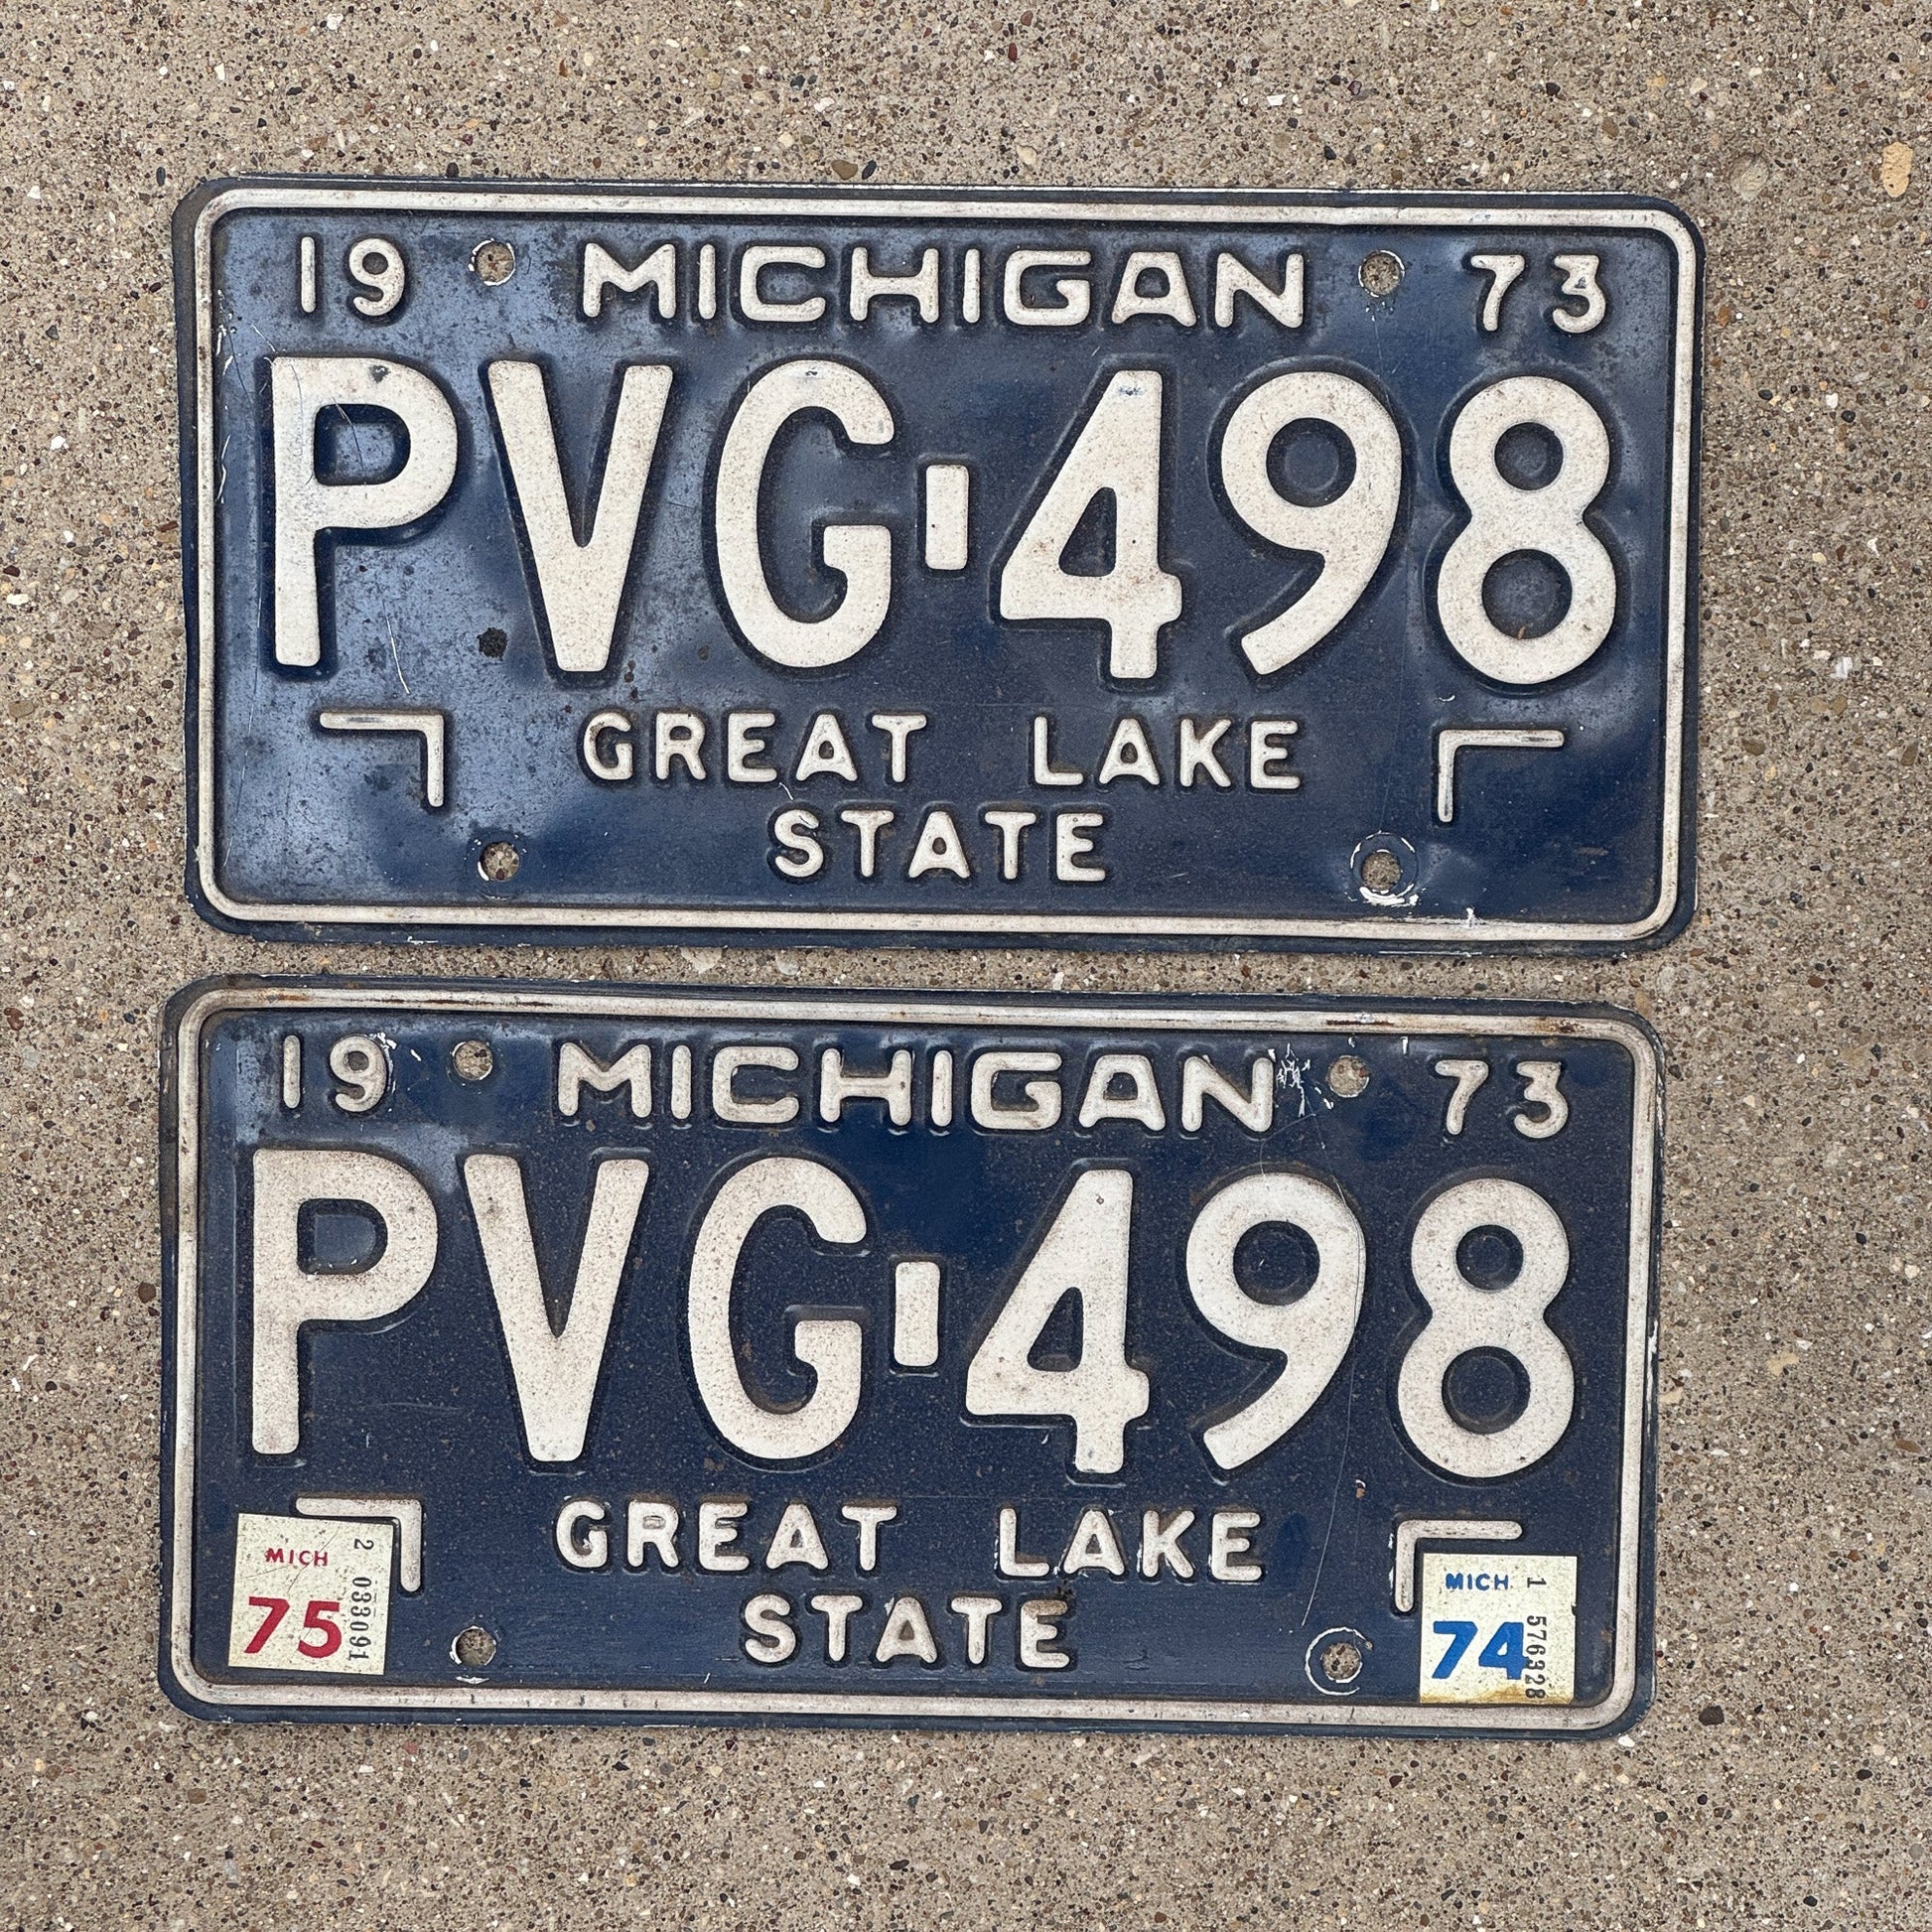 19 MICHIGAN 73
PVG-498
GREAT LAKE
STATE
19 MICHIGAN 73
PVG-498
GREAT LAKE
STATE
MICH
75
2 033091
MICH
74
1 576328